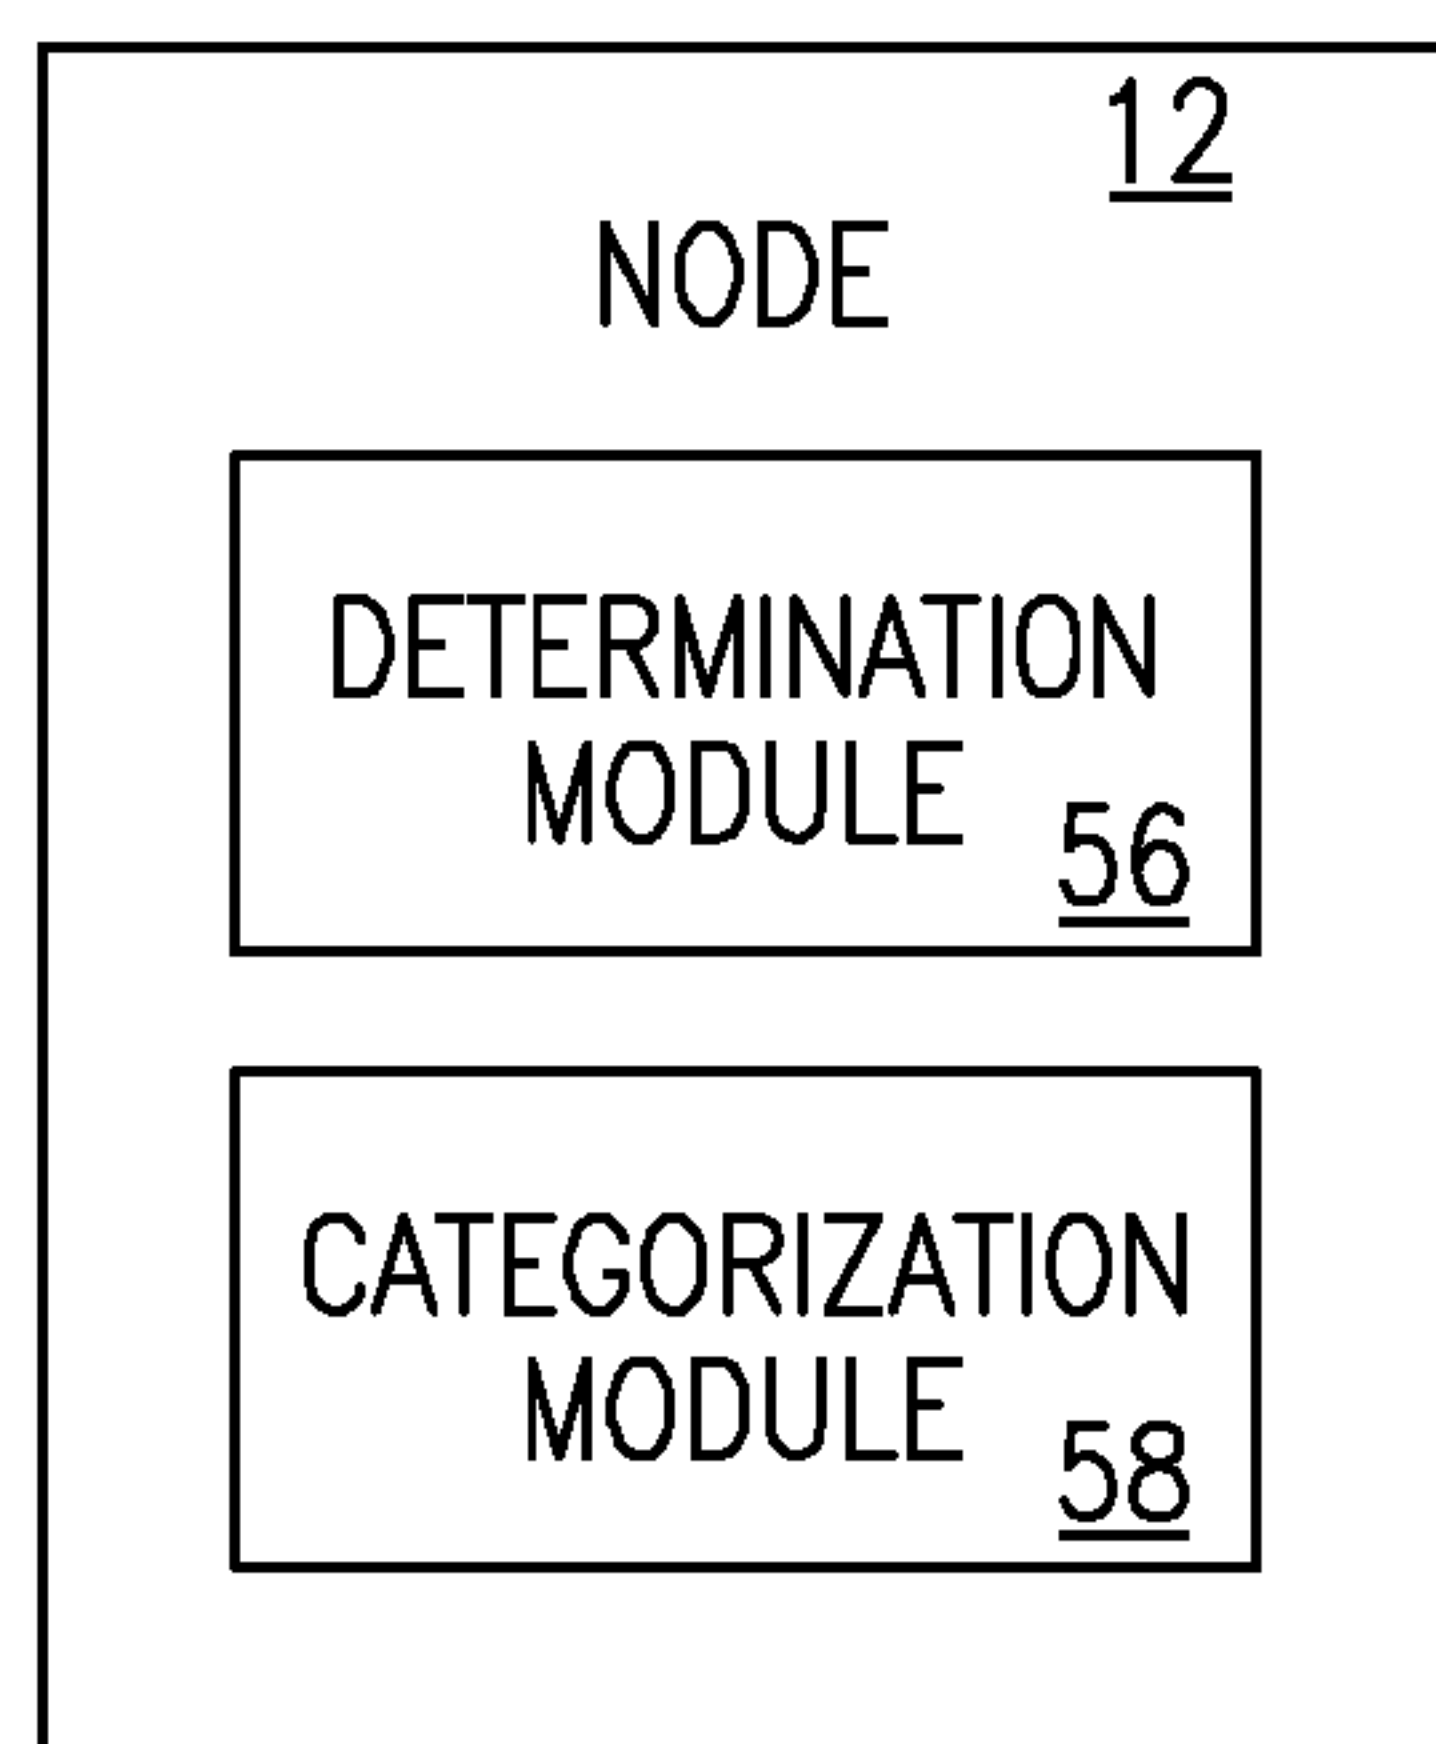 12
NODE
DETERMINATION
MODULE
56
CATEGORIZATION
MODULE
58